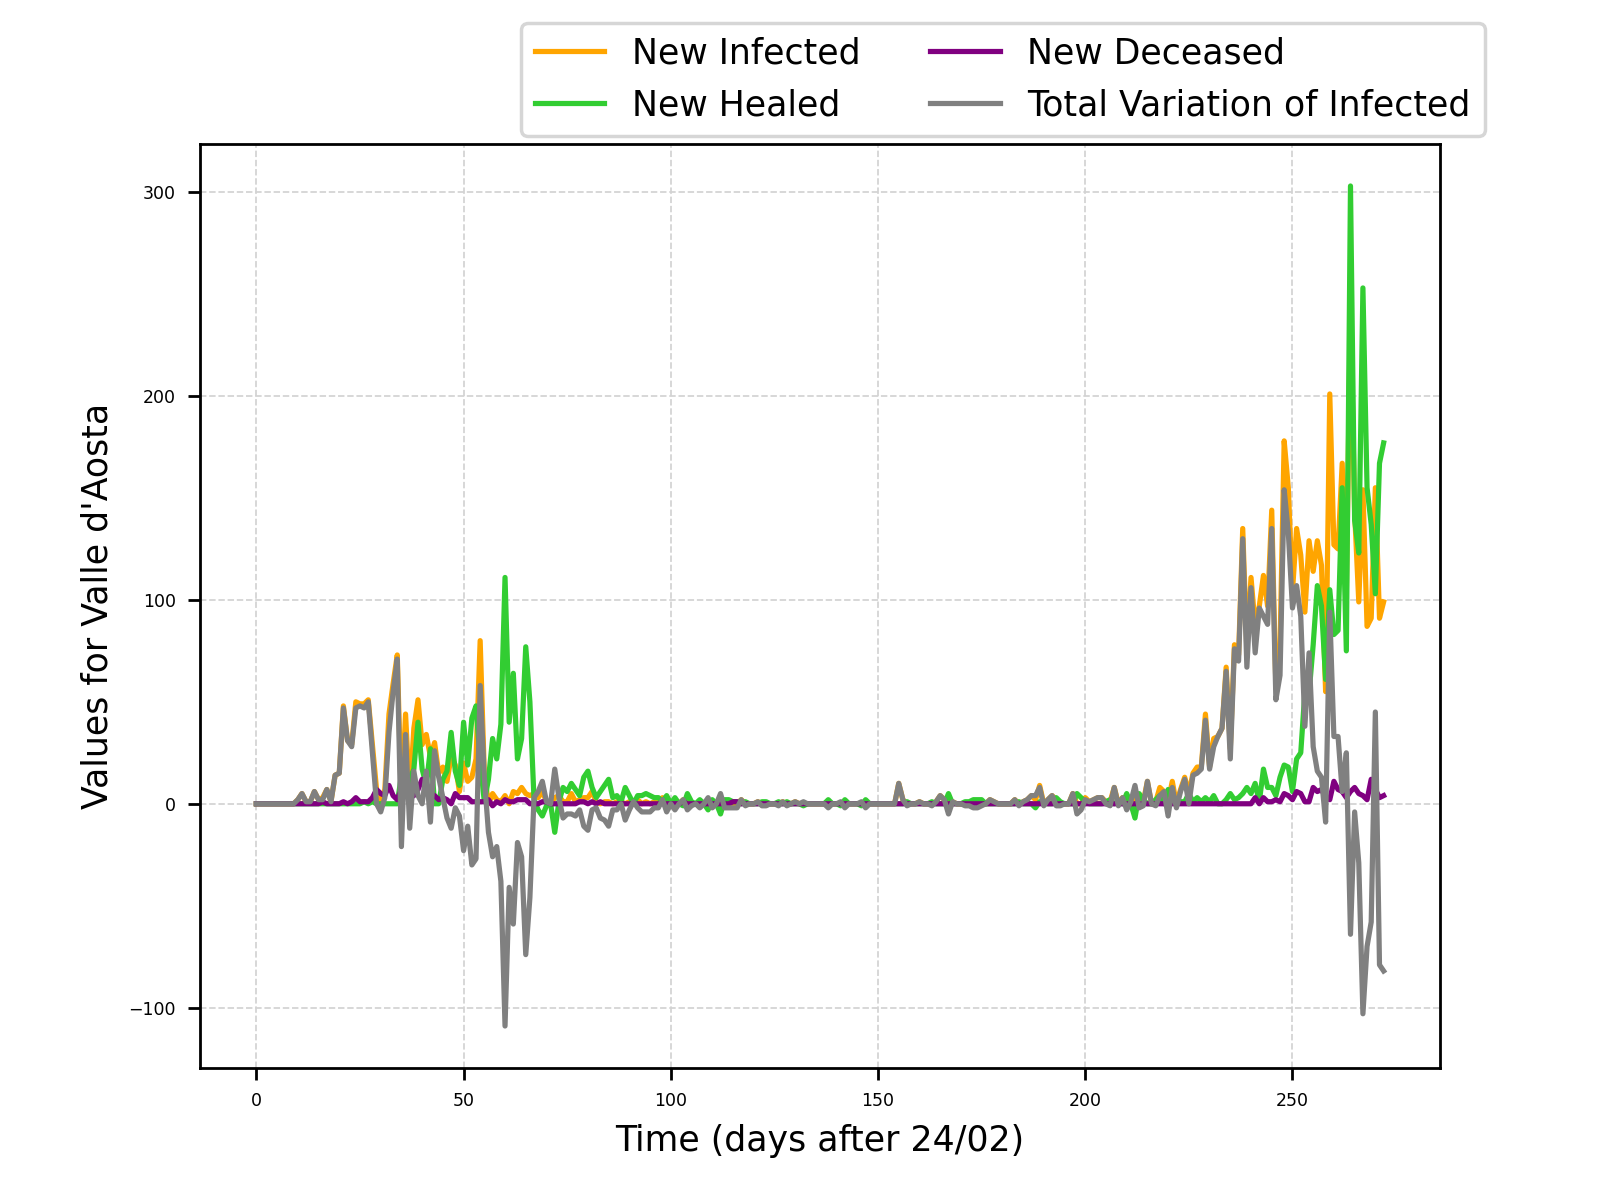 New Infected
New Healed
New Deceased
Total Variation of Infected
300
200
100
0
−100
Values for Valle d'Aosta
0 50 100 150 200 250
Time (days after 24/02)